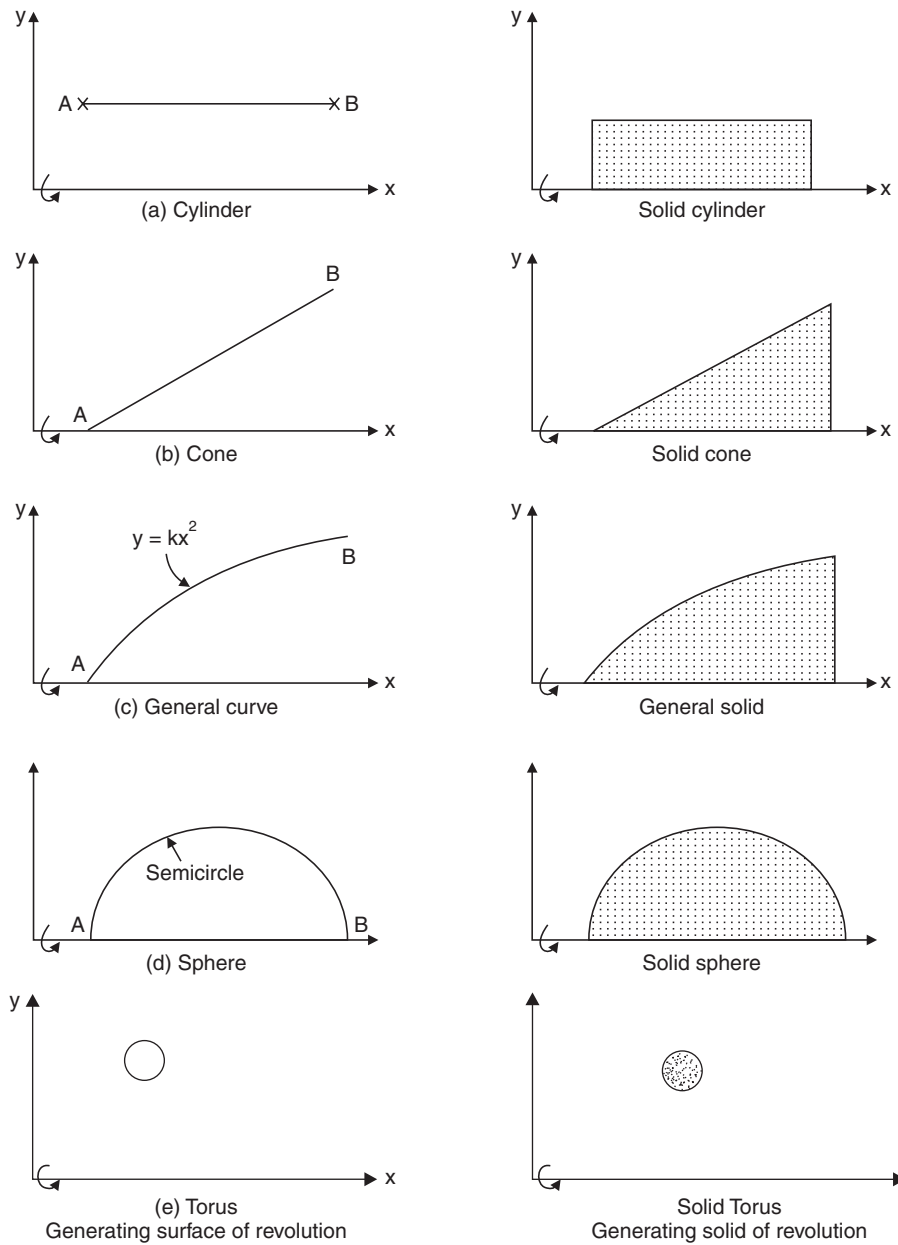 y
A
B
x
(a) Cylinder
y
x
Solid cylinder
y
B
A
x
(b) Cone
y
x
Solid cone
y
y = kx²
B
A
x
(c) General curve
y
x
General solid
Semicircle
A
B
(d) Sphere
Solid sphere
y
x
(e) Torus
Generating surface of revolution
Solid Torus
Generating solid of revolution